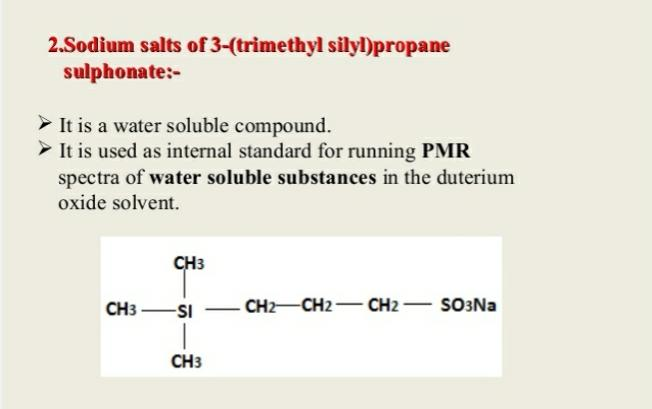 2.Sodium salts of 3-(trimethyl silyl)propane
sulphonate:-
➢ It is a water soluble compound.
➢ It is used as internal standard for running PMR
spectra of water soluble substances in the duterium
oxide solvent.
CH3
CH3 — SI — CH2 — CH2 — CH2 — SO3Na
CH3